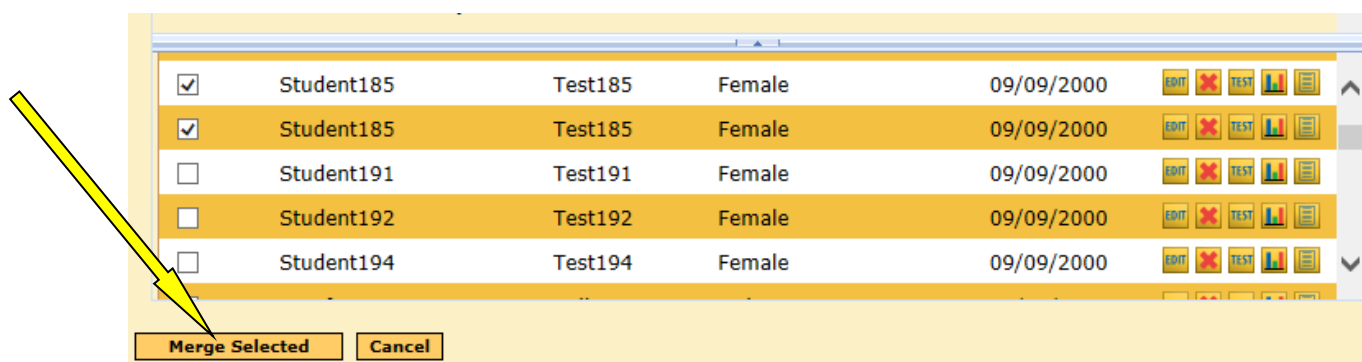 Student185 Test185 Female 09/09/2000 EDIT TEST
Student185 Test185 Female 09/09/2000 EDIT TEST
Student191 Test191 Female 09/09/2000 EDIT TEST
Student192 Test192 Female 09/09/2000 EDIT TEST
Student194 Test194 Female 09/09/2000 EDIT TEST
Merge Selected Cancel